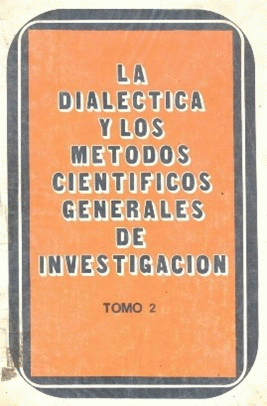 LA
DIALECTICA
Y LOS
METODOS
CIENTIFICOS
GENERALES
DE
INVESTIGACION
TOMO 2